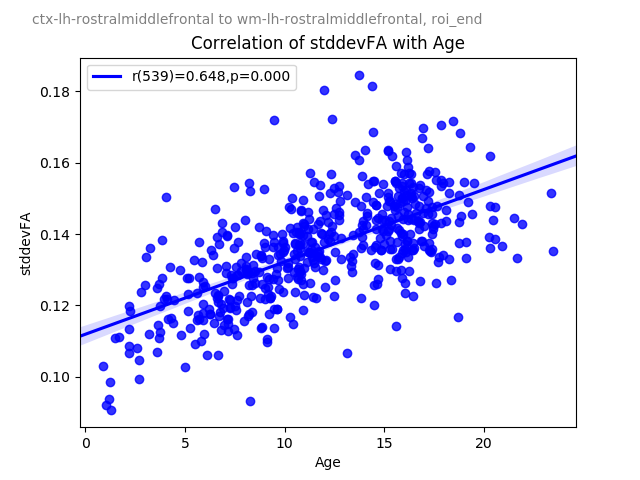 ctx-lh-rostralmiddlefrontal to wm-lh-rostralmiddlefrontal, roi_end
Correlation of stddevFA with Age
r(539)=0.648,p=0.000
0.18
0.16
0.14
0.12
0.10
stddevFA
0 5 10 15 20
Age